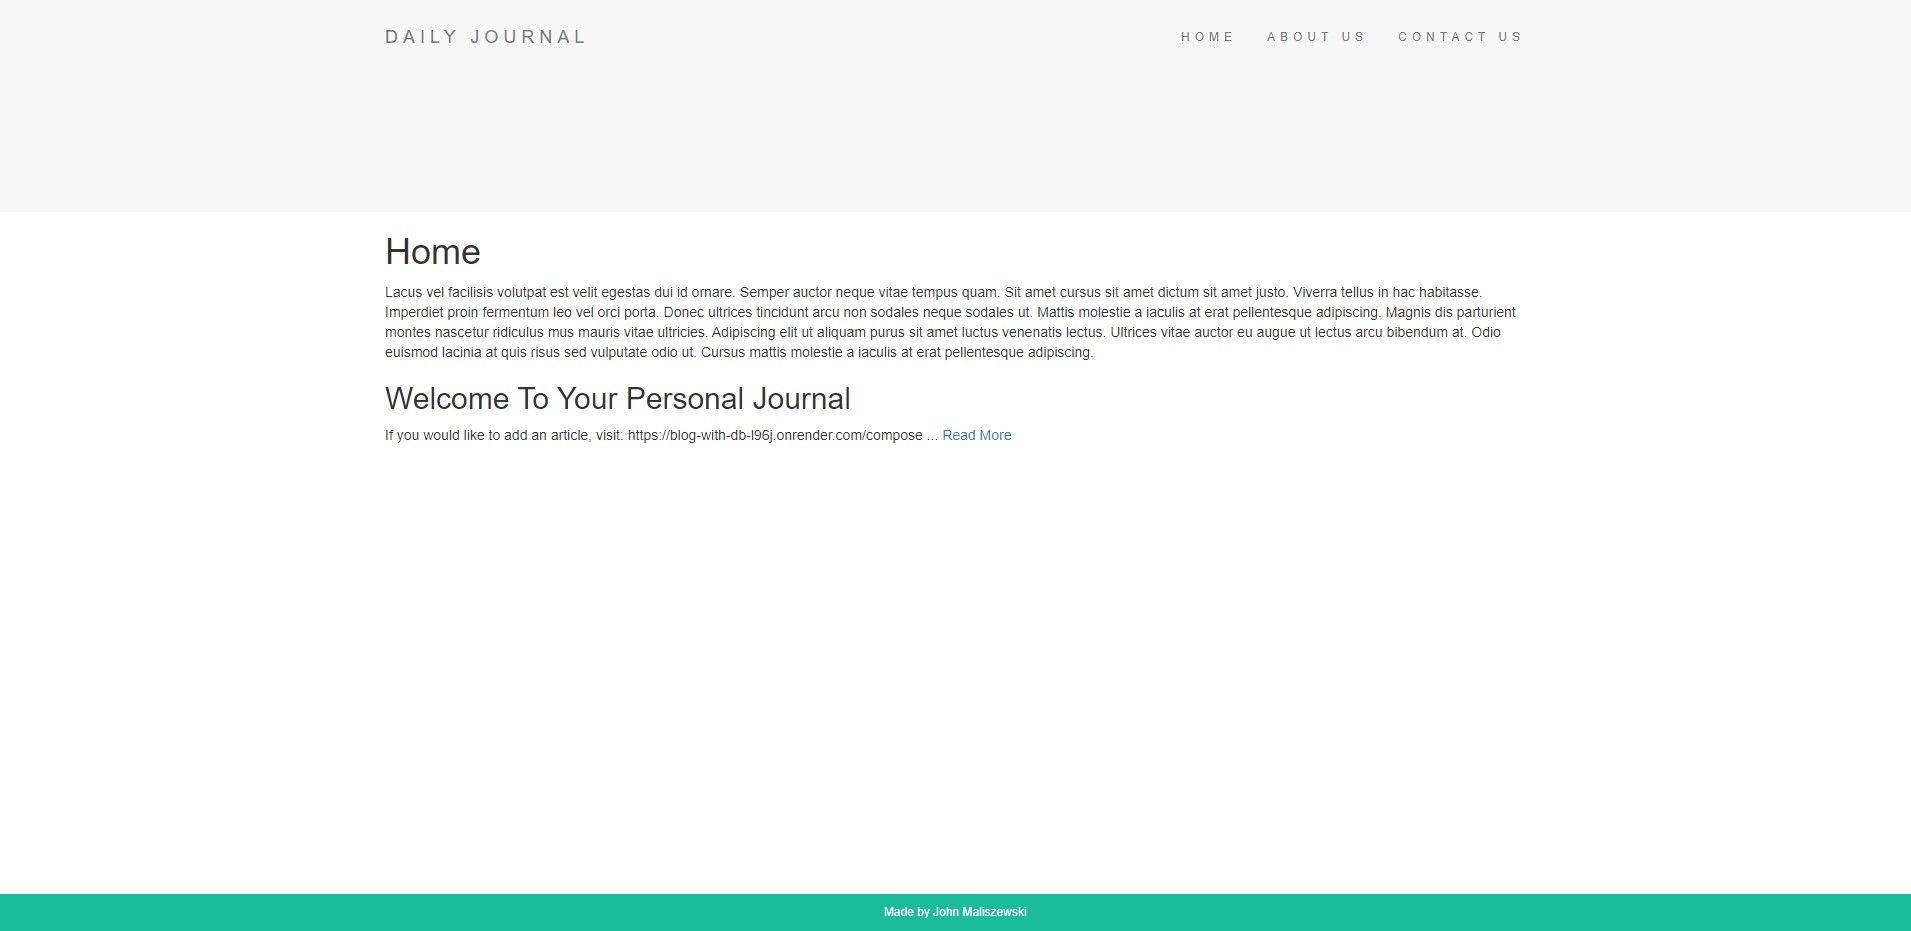 DAILY JOURNAL
HOME ABOUT US CONTACT US
Home
Lacus vel facilisis volutpat est velit egestas dui id ornare. Semper auctor neque vitae tempus quam. Sit amet cursus sit amet dictum sit amet justo. Viverra tellus in hac habitasse.
Imperdiet proin fermentum leo vel orci porta. Donec ultrices tincidunt arcu non sodales neque sodales ut. Mattis molestie a iaculis at erat pellentesque adipiscing. Magnis dis parturient
montes nascetur ridiculus mus mauris vitae ultricies. Adipiscing elit ut aliquam purus sit amet luctus venenatis lectus. Ultrices vitae auctor eu augue ut lectus arcu bibendum at. Odio
euismod lacinia at quis risus sed vulputate odio ut. Cursus mattis molestie a iaculis at erat pellentesque adipiscing.
Welcome To Your Personal Journal
If you would like to add an article, visit: https://blog-with-db-l96j.onrender.com/compose ... Read More
Made by John Maliszewski